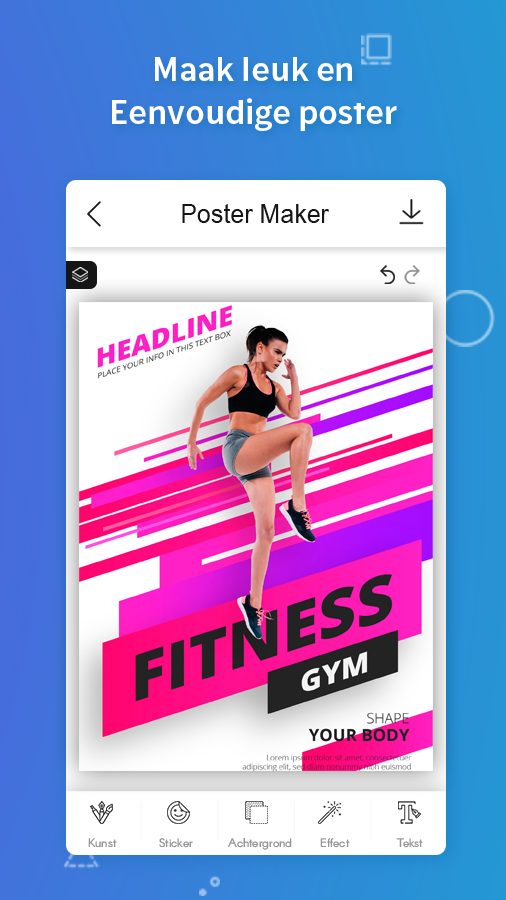 Maak leuk en
Eenvoudige poster
Poster Maker
HEADLINE
PLACE YOUR INFO IN THIS TEXT BOX
FITNESS
GYM
SHAPE
YOUR BODY
Lorem ipsum dolor sit amet, consectetuer
adipiscing elit, sed diam nonummy nibh euismod
Kunst
Sticker
Achtergrond
Effect
Tekst